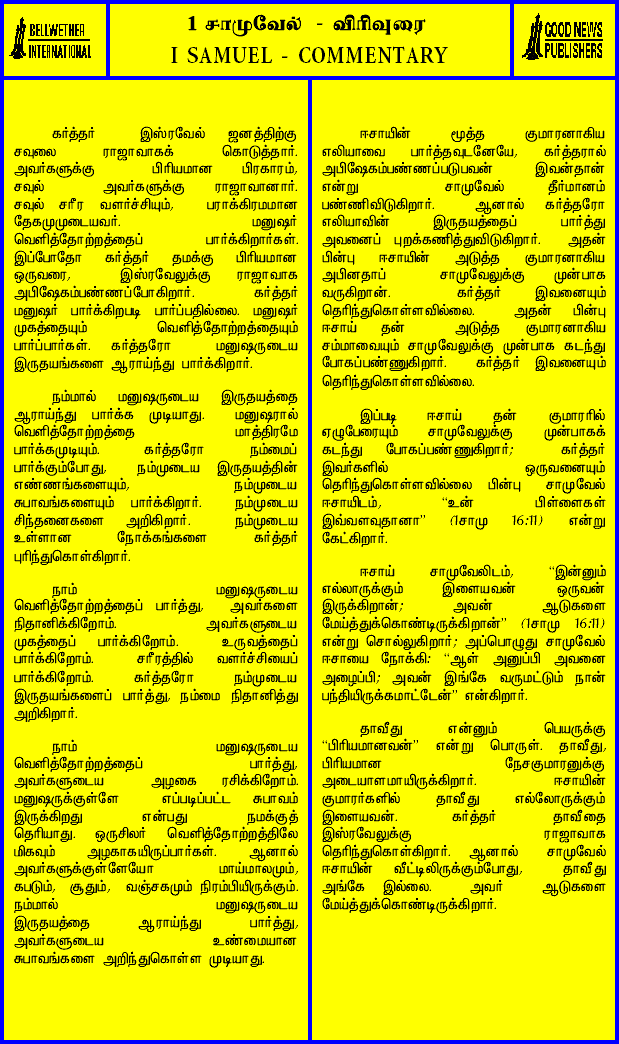 BELLWETHER
INTERNATIONAL
1 சாமுவேல் - விரிவுரை
I SAMUEL - COMMENTARY
GOOD NEWS
PUBLISHERS
கர்த்தர் இஸ்ரவேல் ஜனத்திற்கு
சவுலை ராஜாவாகக் கொடுத்தார்.
அவர்களுக்கு பிரியமான பிரகாரம்,
சவுல் அவர்களுக்கு ராஜாவானார்.
சவுல் சரீர வளர்ச்சியும், பராக்கிரமமான
தேகமுமுடையவர். மனுஷர்
வெளித்தோற்றத்தைப் பார்க்கிறார்கள்.
இப்போதோ கர்த்தர் தமக்கு பிரியமான
ஒருவரை, இஸ்ரவேலுக்கு ராஜாவாக
அபிஷேகம்பண்ணப்போகிறார். கர்த்தர்
மனுஷர் பார்க்கிறபடி பார்ப்பதில்லை. மனுஷர்
முகத்தையும் வெளித்தோற்றத்தையும்
பார்ப்பார்கள். கர்த்தரோ மனுஷருடைய
இருதயங்களை ஆராய்ந்து பார்க்கிறார்.
நம்மால் மனுஷருடைய இருதயத்தை
ஆராய்ந்து பார்க்க முடியாது. மனுஷரால்
வெளித்தோற்றத்தை மாத்திரமே
பார்க்கமுடியும். கர்த்தரோ நம்மைப்
பார்க்கும்போது, நம்முடைய இருதயத்தின்
எண்ணங்களையும், நம்முடைய
சுபாவங்களையும் பார்க்கிறார். நம்முடைய
சிந்தனைகளை அறிகிறார். நம்முடைய
உள்ளான நோக்கங்களை கர்த்தர்
புரிந்துகொள்கிறார்.
நாம் மனுஷருடைய
வெளித்தோற்றத்தைப் பார்த்து, அவர்களை
நிதானிக்கிறோம். அவர்களுடைய
முகத்தைப் பார்க்கிறோம். உருவத்தைப்
பார்க்கிறோம். சரீரத்தில் வளர்ச்சியைப்
பார்க்கிறோம். கர்த்தரோ நம்முடைய
இருதயங்களைப் பார்த்து, நம்மை நிதானித்து
அறிகிறார்.
நாம் மனுஷருடைய
வெளித்தோற்றத்தைப் பார்த்து,
அவர்களுடைய அழகை ரசிக்கிறோம்.
மனுஷருக்குள்ளே எப்படிப்பட்ட சுபாவம்
இருக்கிறது என்பது நமக்குத்
தெரியாது. ஒருசிலர் வெளித்தோற்றத்திலே
மிகவும் அழகாகயிருப்பார்கள். ஆனால்
அவர்களுக்குள்ளேயோ மாய்மாலமும்,
கபடும், சூதும், வஞ்சகமும் நிரம்பியிருக்கும்.
நம்மால் மனுஷருடைய
இருதயத்தை ஆராய்ந்து பார்த்து,
அவர்களுடைய உண்மையான
சுபாவங்களை அறிந்துகொள்ள முடியாது.
ஈசாயின் மூத்த குமாரனாகிய
எலியாவை பார்த்தவுடனேயே, கர்த்தரால்
அபிஷேகம்பண்ணப்படுபவன் இவன்தான்
என்று சாமுவேல் தீர்மானம்
பண்ணிவிடுகிறார். ஆனால் கர்த்தரோ
எலியாவின் இருதயத்தைப் பார்த்து
அவனைப் புறக்கணித்துவிடுகிறார். அதன்
பின்பு ஈசாயின் அடுத்த குமாரனாகிய
அபினதாப் சாமுவேலுக்கு முன்பாக
வருகிறான். கர்த்தர் இவனையும்
தெரிந்துகொள்ளவில்லை. அதன் பின்பு
ஈசாய் தன் அடுத்த குமாரனாகிய
சம்மாவையும் சாமுவேலுக்கு முன்பாக கடந்து
போகப்பண்ணுகிறார். கர்த்தர் இவனையும்
தெரிந்துகொள்ளவில்லை.
இப்படி ஈசாய் தன் குமாரரில்
ஏழுபேரையும் சாமுவேலுக்கு முன்பாகக்
கடந்து போகப்பண்ணுகிறார்; கர்த்தர்
இவர்களில் ஒருவனையும்
தெரிந்துகொள்ளவில்லை பின்பு சாமுவேல்
ஈசாயிடம், “உன் பிள்ளைகள்
இவ்வளவுதானா” (1சாமு 16:11) என்று
கேட்கிறார்.
ஈசாய் சாமுவேலிடம், “இன்னும்
எல்லாருக்கும் இளையவன் ஒருவன்
இருக்கிறான்; அவன் ஆடுகளை
மேய்த்துக்கொண்டிருக்கிறான்” (1சாமு 16:11)
என்று சொல்லுகிறார்; அப்பொழுது சாமுவேல்
ஈசாயை நோக்கி: “ஆள் அனுப்பி அவனை
அழைப்பி; அவன் இங்கே வருமட்டும் நான்
பந்தியிருக்கமாட்டேன்” என்கிறார்.
தாவீது என்னும் பெயருக்கு
“பிரியமானவன்” என்று பொருள். தாவீது,
பிரியமான நேசகுமாரனுக்கு
அடையாளமாயிருக்கிறார். ஈசாயின்
குமாரர்களில் தாவீது எல்லோருக்கும்
இளையவன். கர்த்தர் தாவீதை
இஸ்ரவேலுக்கு ராஜாவாக
தெரிந்துகொள்கிறார். ஆனால் சாமுவேல்
ஈசாயின் வீட்டிலிருக்கும்போது, தாவீது
அங்கே இல்லை. அவர் ஆடுகளை
மேய்த்துக்கொண்டிருக்கிறார்.